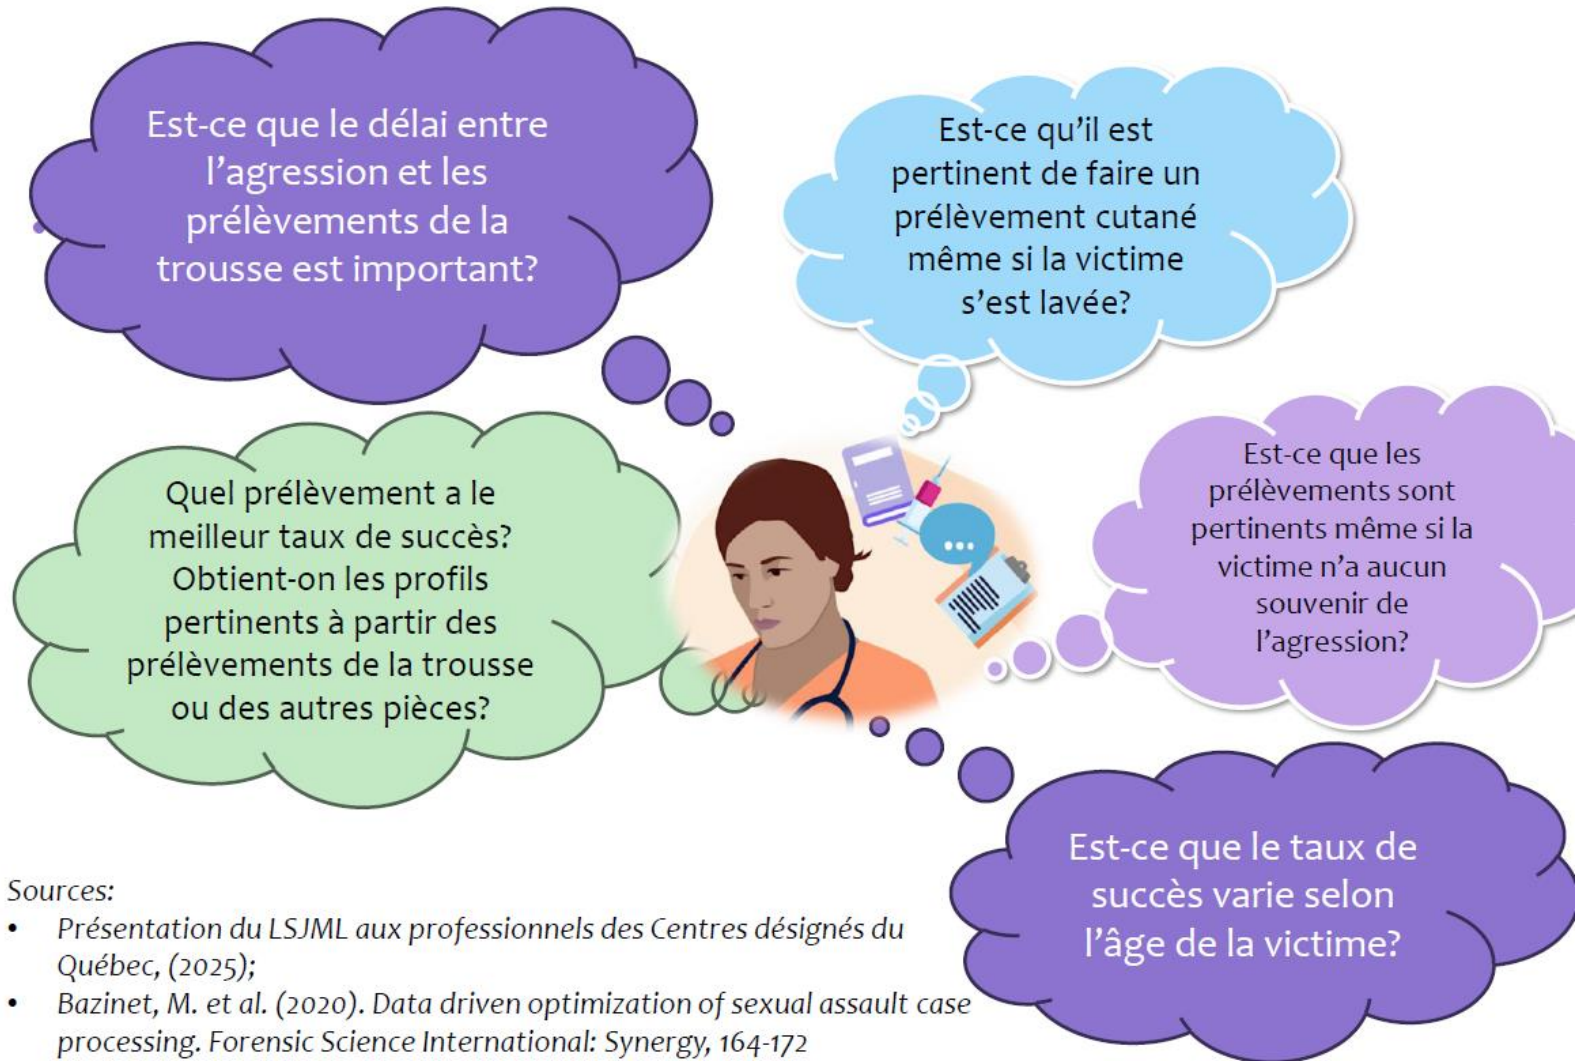 Est-ce que le délai entre
l'agression et les
prélèvements de la
trousse est important?
Est-ce qu'il est
pertinent de faire un
prélèvement cutané
même si la victime
s'est lavée?
Quel prélèvement a le
meilleur taux de succès?
Obtient-on les profils
pertinents à partir des
prélèvements de la trousse
ou des autres pièces?
Est-ce que les
prélèvements sont
pertinents même si la
victime n'a aucun
souvenir de
l'agression?
Est-ce que le taux de
succès varie selon
l'âge de la victime?
Sources:
• Présentation du LSJML aux professionnels des Centres désignés du
Québec, (2025);
• Bazinet, M. et al. (2020). Data driven optimization of sexual assault case
processing. Forensic Science International: Synergy, 164-172